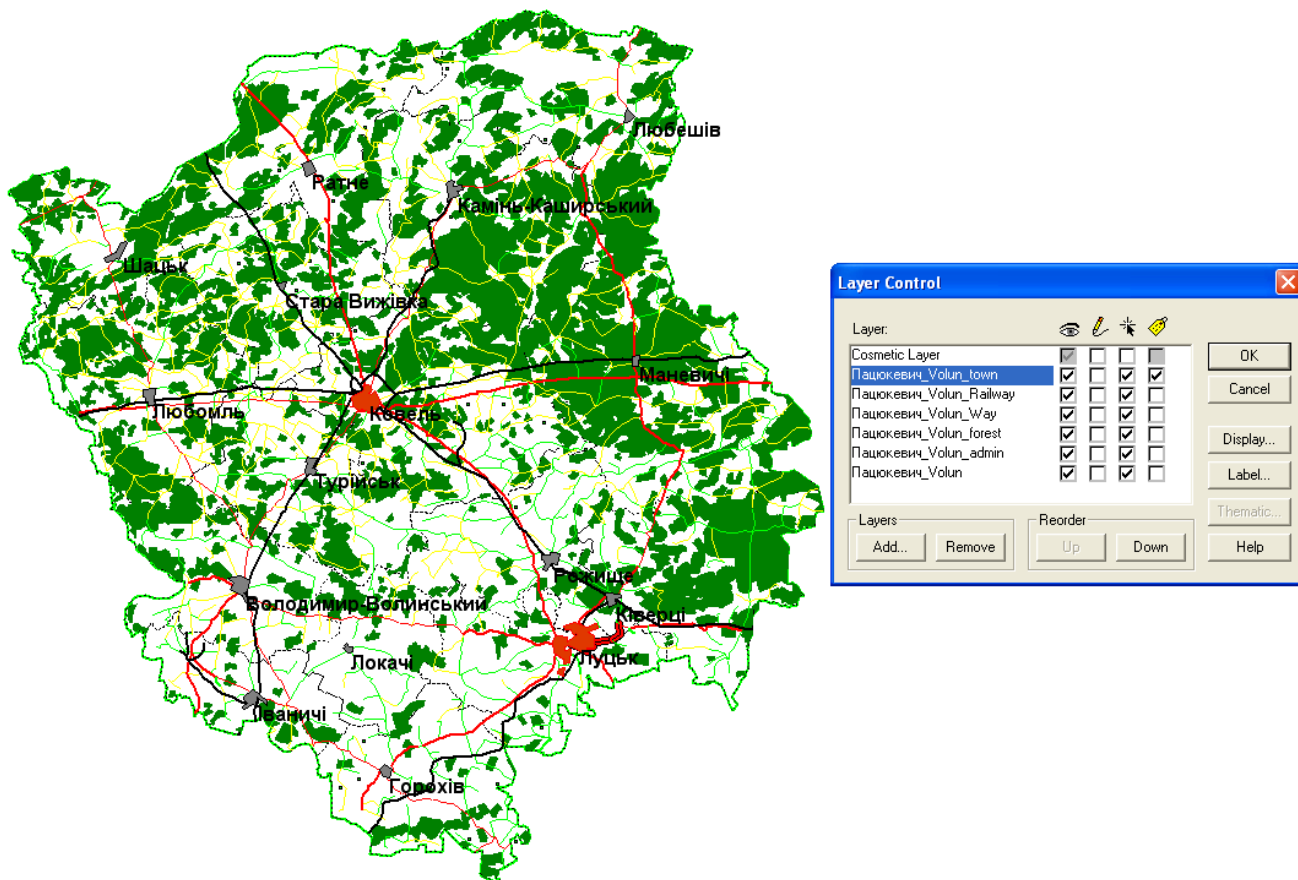 Любешів
Ратне
Камінь-Каширський
Шацьк
Стара Вижівка
Маневичі
Любомль
Ковель
Турійськ
Рожище
Володимир-Волинський
Ківерці
Локачі
Луцьк
Іваничі
Горохів
Layer Control
Layer:
Cosmetic Layer
Пацюкевич_Volun_town
Пацюкевич_Volun_Railway
Пацюкевич_Volun_Way
Пацюкевич_Volun_forest
Пацюкевич_Volun_admin
Пацюкевич_Volun
OK
Cancel
Display...
Label...
Thematic...
Help
Layers
Add...
Remove
Reorder
Up
Down